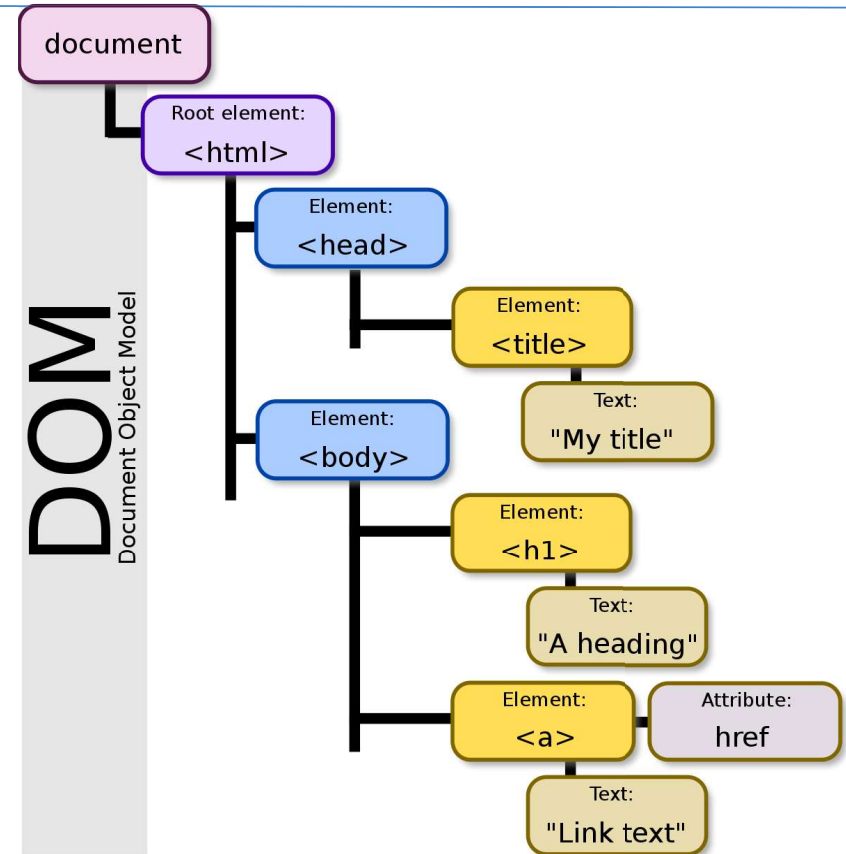 document
Root element:
<html>
Element:
<head>
Element:
<title>
Text:
"My title"
Element:
<body>
Element:
<h1>
Text:
"A heading"
Element:
<a>
Attribute:
href
Text:
"Link text"
DOM
Document Object Model